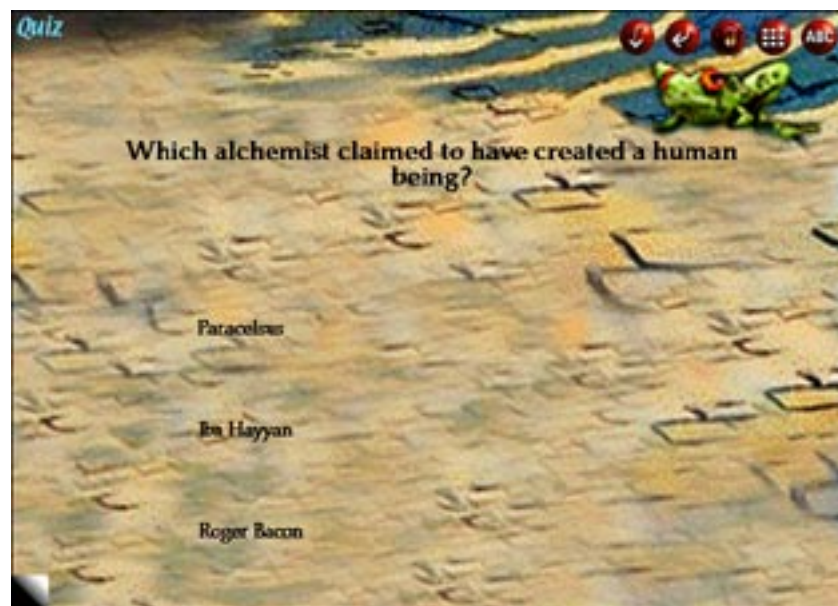 Quiz
ABC
Which alchemist claimed to have created a human
being?
Paracelsus
Ibn Hayyan
Roger Bacon